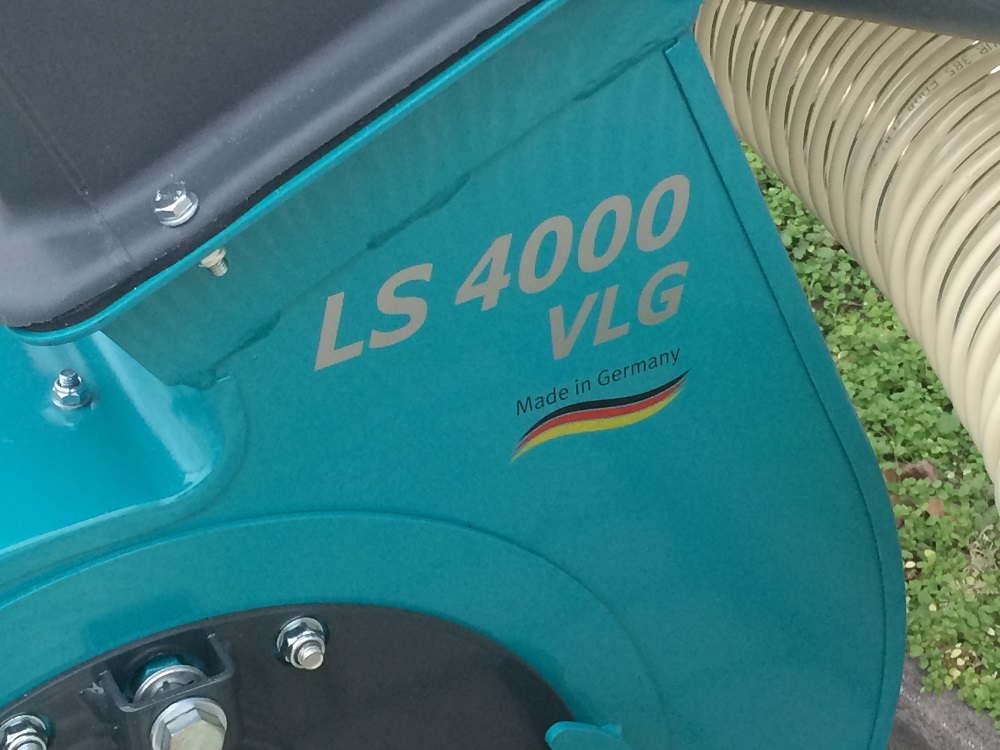 LS 4000
VLG
Made in Germany